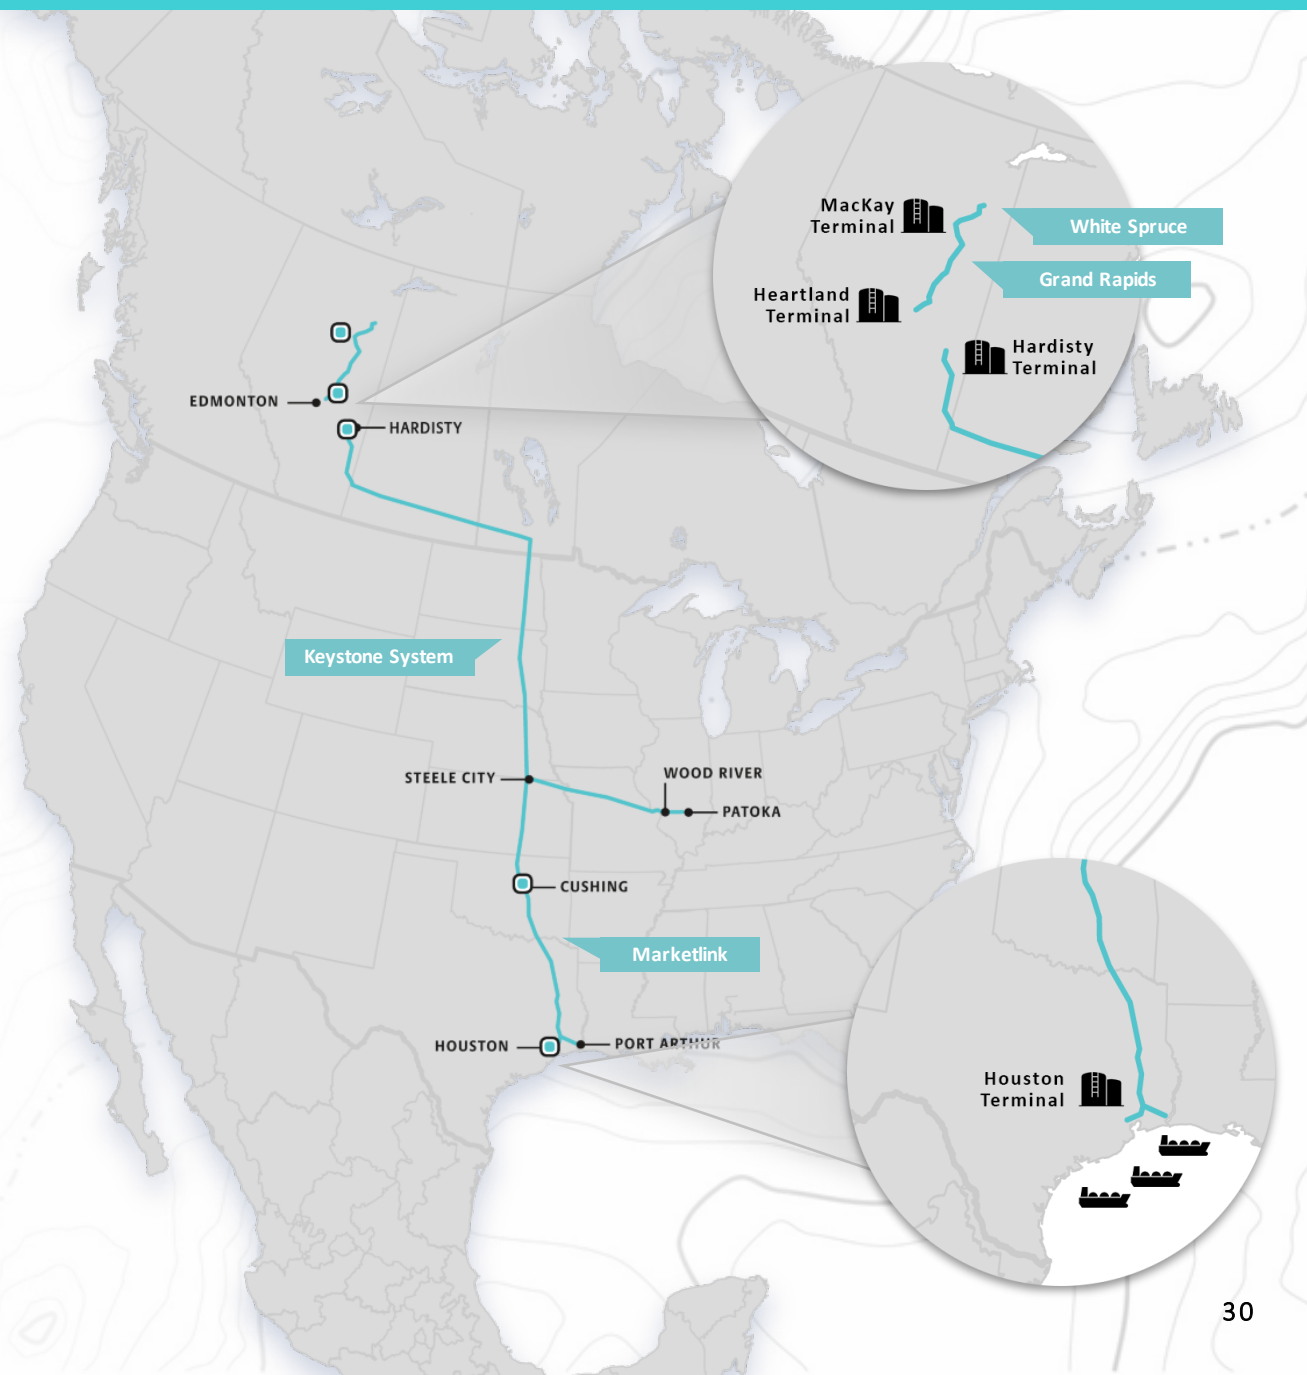 MacKay
Terminal
White Spruce
Grand Rapids
Heartland
Terminal
Hardisty
Terminal
EDMONTON
HARDISTY
Keystone System
STEELE CITY
WOOD RIVER
PATOKA
CUSHING
Marketlink
HOUSTON
PORT ARTHUR
Houston
Terminal
30